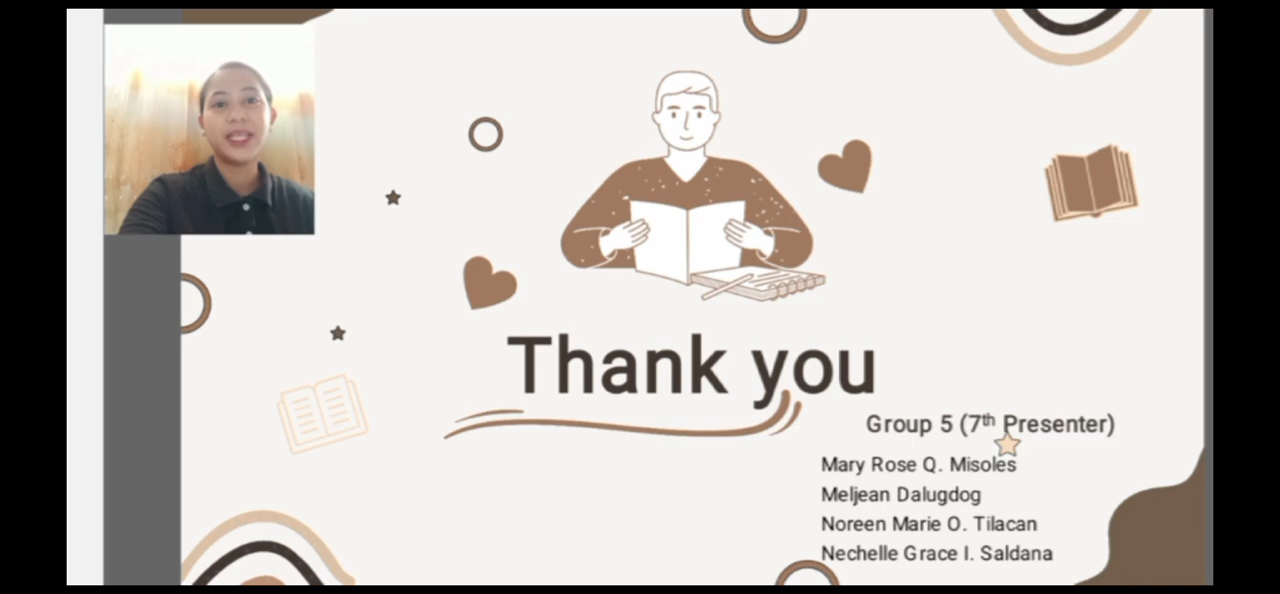 Thank you
Group 5 (7th Presenter)
Mary Rose Q. Misoles
Meljean Dalugdog
Noreen Marie O. Tilacan
Nechelle Grace I. Saldana